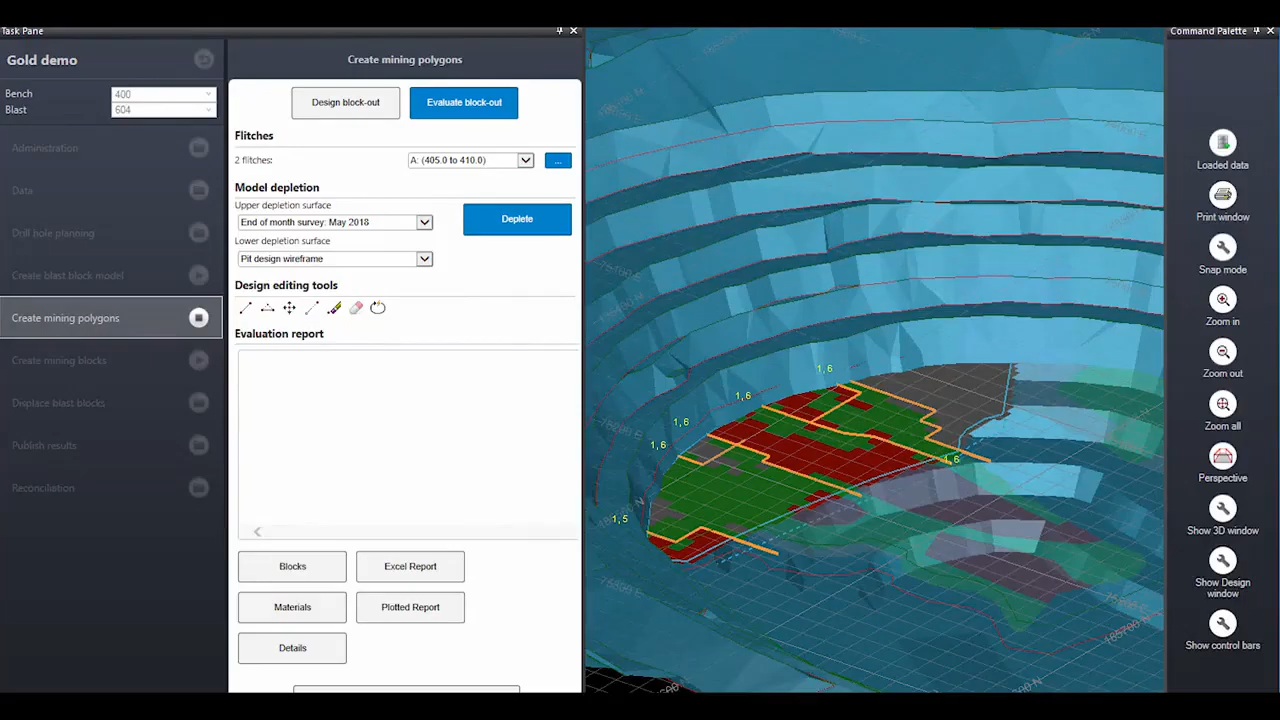 Task Pane
Gold demo
Bench 400
Blast 604
Administration
Data
Drill hole planning
Create blast block model
Create mining polygons
Create mining blocks
Displace blast blocks
Publish results
Reconciliation
Create mining polygons
Design block-out
Evaluate block-out
Flitches
2 flitches: A: (405.0 to 410.0) ...
Model depletion
Upper depletion surface
End of month survey: May 2018
Deplete
Lower depletion surface
Pit design wireframe
Design editing tools
Evaluation report
Blocks
Excel Report
Materials
Plotted Report
Details
1, 6
1, 6
1, 6
1, 6
1, 6
1, 5
Command Palette
Loaded data
Print window
Snap mode
Zoom in
Zoom out
Zoom all
Perspective
Show 3D window
Show Design
window
Show control bars